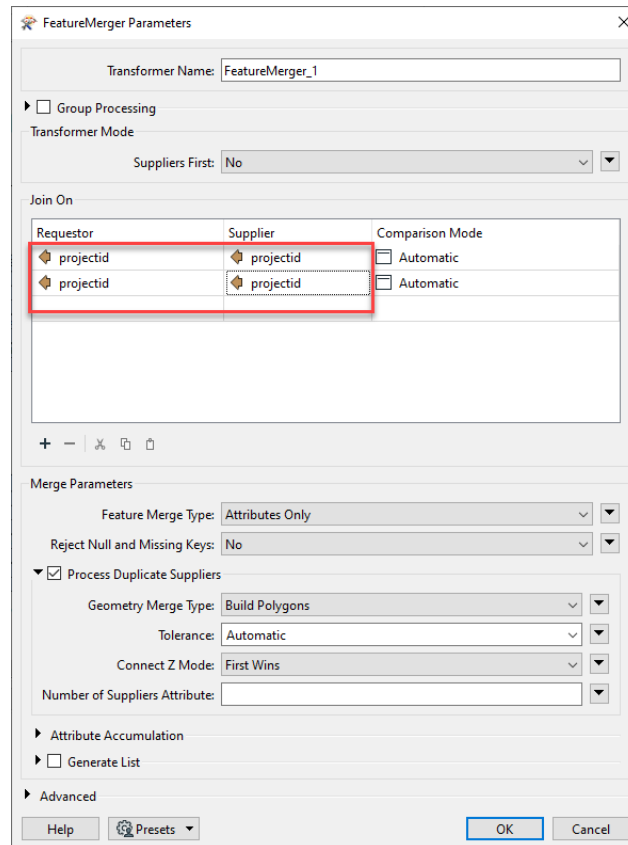 FeatureMerger Parameters
Transformer Name: FeatureMerger_1
Group Processing
Transformer Mode
Suppliers First: No
Join On
Requestor Supplier Comparison Mode
projectid projectid Automatic
projectid projectid Automatic
Merge Parameters
Feature Merge Type: Attributes Only
Reject Null and Missing Keys: No
Process Duplicate Suppliers
Geometry Merge Type: Build Polygons
Tolerance: Automatic
Connect Z Mode: First Wins
Number of Suppliers Attribute:
Attribute Accumulation
Generate List
Advanced
Help Presets OK Cancel